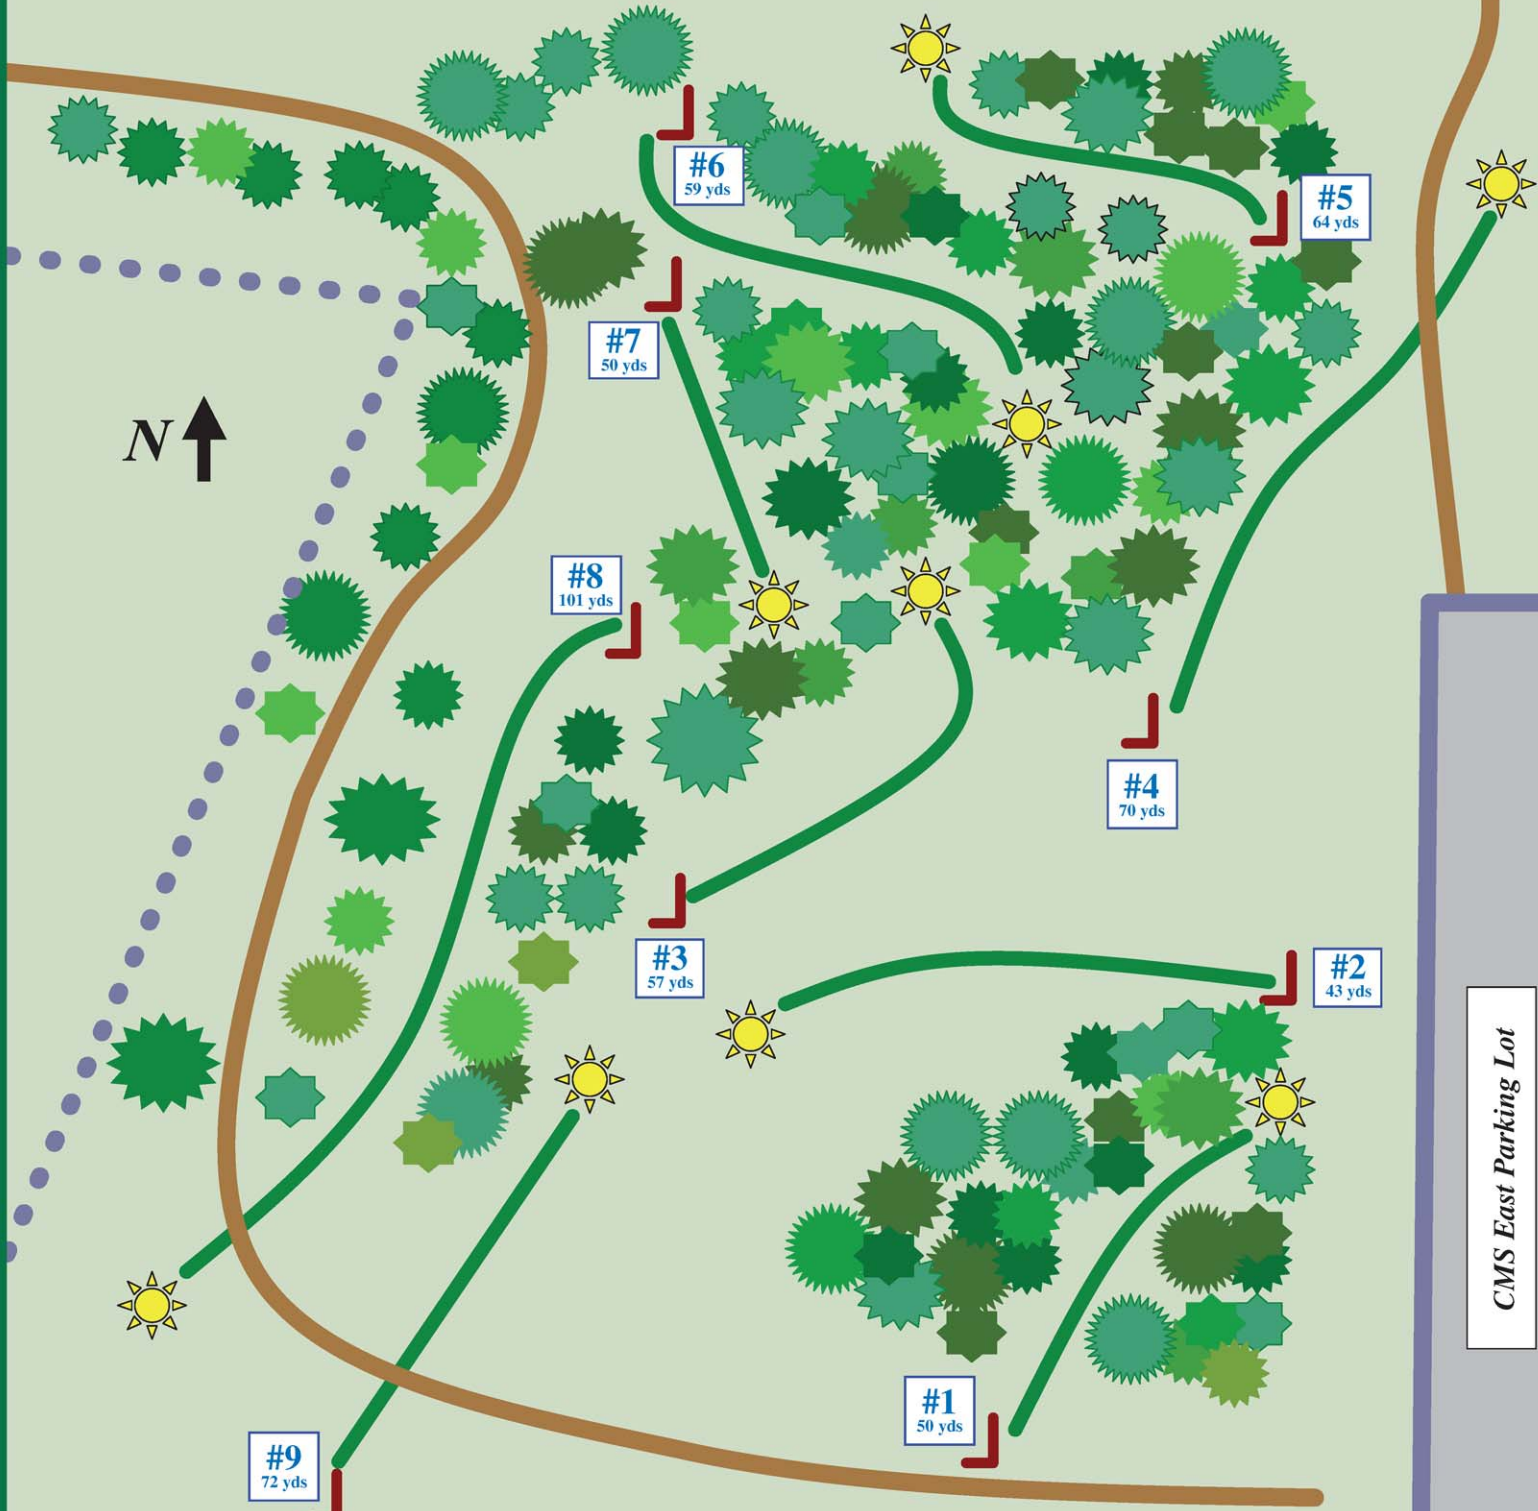 #6
59 yds
#5
64 yds
#7
50 yds
N
#8
101 yds
#4
70 yds
#3
57 yds
#2
43 yds
CMS East Parking Lot
#1
50 yds
#9
72 yds